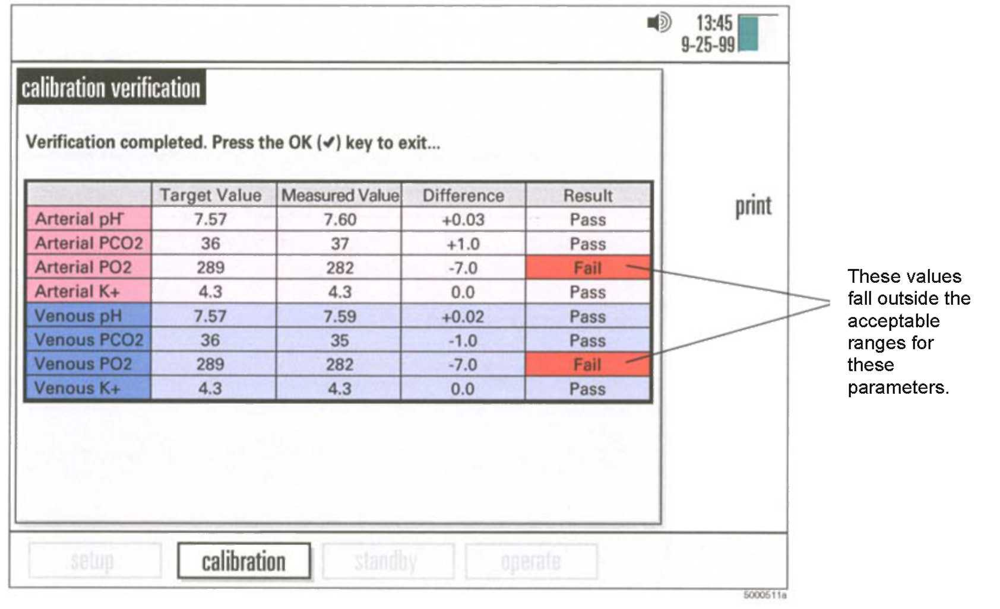 13:45
9-25-99
calibration verification
Verification completed. Press the OK (✔) key to exit...
Target Value Measured Value Difference Result
Arterial pH 7.57 7.60 +0.03 Pass
Arterial PCO2 36 37 +1.0 Pass
Arterial PO2 289 282 -7.0 Fail
Arterial K+ 4.3 4.3 0.0 Pass
Venous pH 7.57 7.59 +0.02 Pass
Venous PCO2 36 35 -1.0 Pass
Venous PO2 289 282 -7.0 Fail
Venous K+ 4.3 4.3 0.0 Pass
print
These values
fall outside the
acceptable
ranges for
these
parameters.
setup calibration standby operate
5000511a